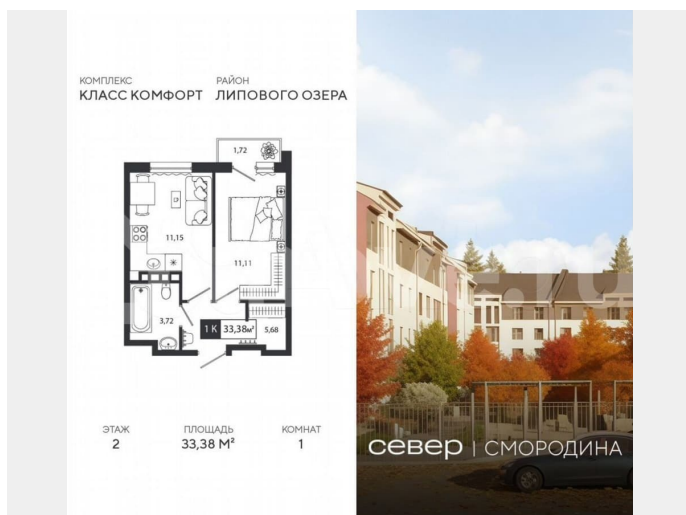 КОМПЛЕКС
КЛАСС КОМФОРТ
РАЙОН
ЛИПОВОГО ОЗЕРА
1,72
11,15
11,11
3,72
1 К
33,38м²
5,68
ЭТАЖ
2
ПЛОЩАДЬ
33,38 М²
КОМНАТ
1
север | СМОРОДИНА